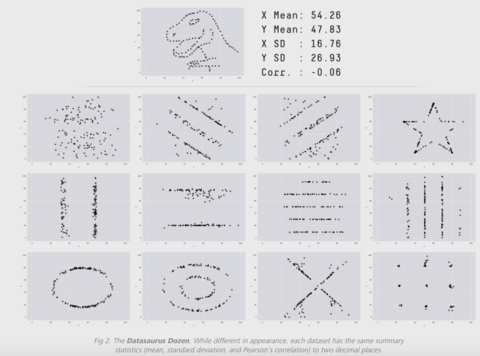 X Mean: 54.26
Y Mean: 47.83
X SD : 16.76
Y SD : 26.93
Corr. : -0.06
Fig 2. The Datasaurus Dozen. While different in appearance, each dataset has the same summary
statistics (mean, standard deviation, and Pearson's correlation) to two decimal places.